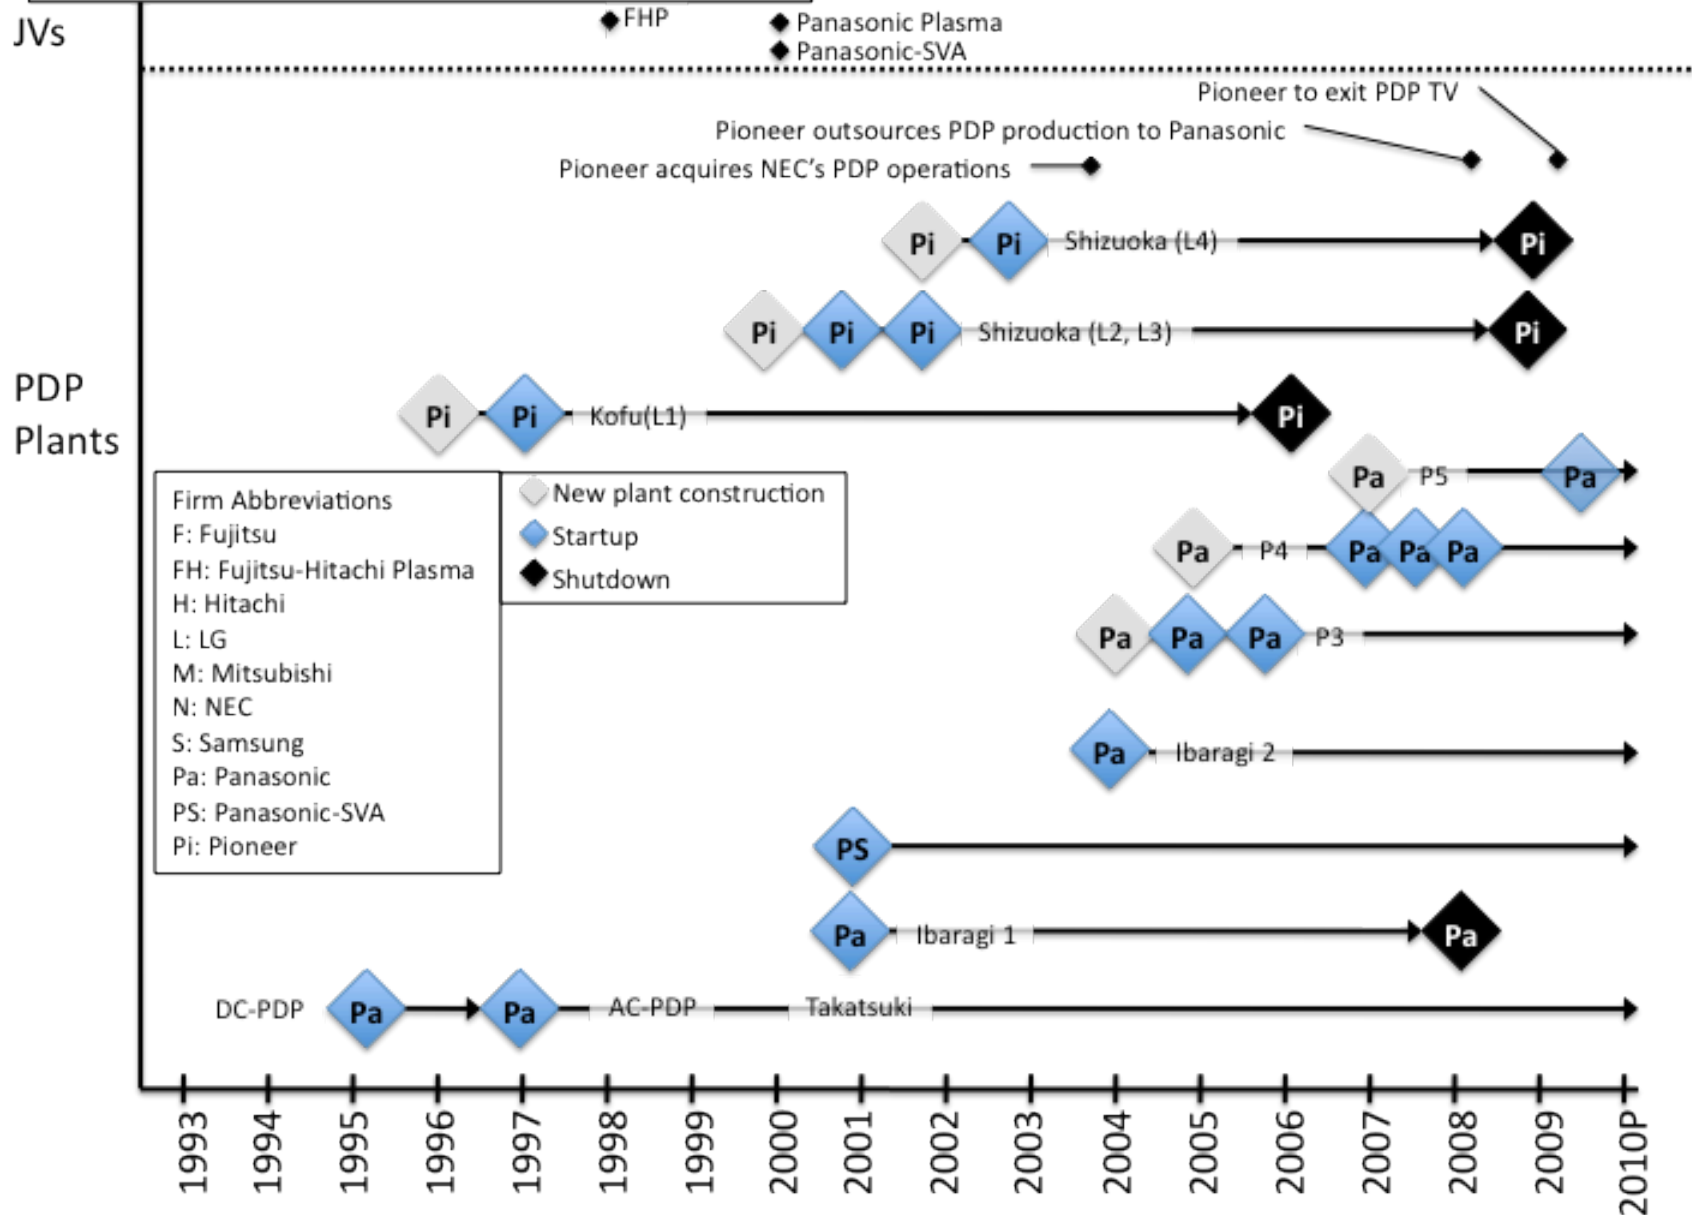 JVs
FHP
Panasonic Plasma
Panasonic-SVA
Pioneer to exit PDP TV
Pioneer outsources PDP production to Panasonic
Pioneer acquires NEC's PDP operations
Pi Pi Shizuoka (L4) Pi
Pi Pi Pi Shizuoka (L2, L3) Pi
PDP
Plants
Pi Pi Kofu(L1) Pi
Pa P5 Pa
Pa P4 Pa Pa Pa
Pa Pa Pa P3
Pa Ibaragi 2
PS
Pa Ibaragi 1 Pa
DC-PDP Pa Pa AC-PDP Takatsuki
Firm Abbreviations
F: Fujitsu
FH: Fujitsu-Hitachi Plasma
H: Hitachi
L: LG
M: Mitsubishi
N: NEC
S: Samsung
Pa: Panasonic
PS: Panasonic-SVA
Pi: Pioneer
New plant construction
Startup
Shutdown
1993 1994 1995 1996 1997 1998 1999 2000 2001 2002 2003 2004 2005 2006 2007 2008 2009 2010P